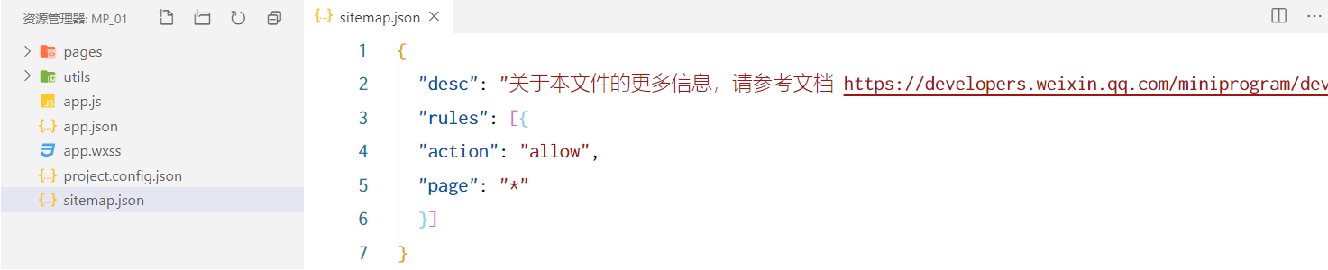 资源管理器: MP_01
pages
utils
app.js
app.json
app.wxss
project.config.json
sitemap.json
sitemap.json
1 {
2 "desc": "关于本文件的更多信息，请参考文档 https://developers.weixin.qq.com/miniprogram/dev
3 "rules": [{
4 "action": "allow",
5 "page": "*"
6 }]
7 }